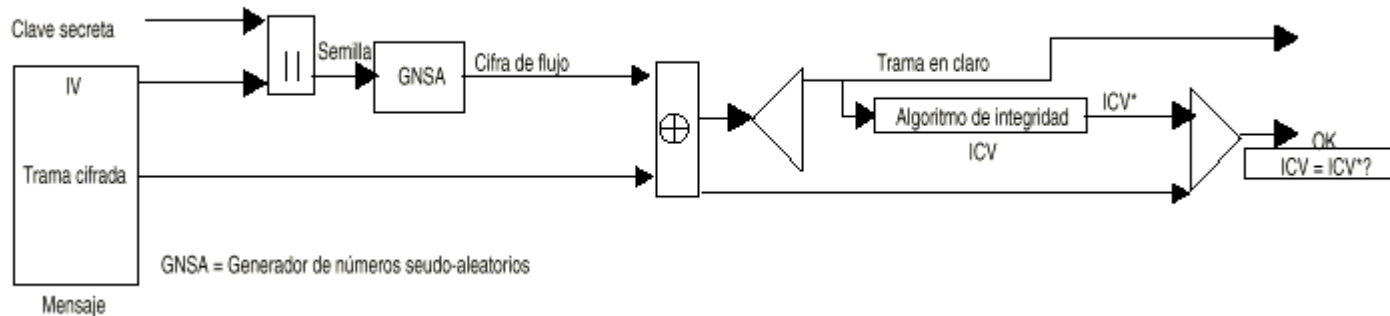 Clave secreta
IV
Trama cifrada
Mensaje
||
Semilla
GNSA
Cifra de flujo
Trama en claro
Algoritmo de integridad
ICV*
ICV
OK
ICV = ICV*?
GNSA = Generador de números seudo-aleatorios